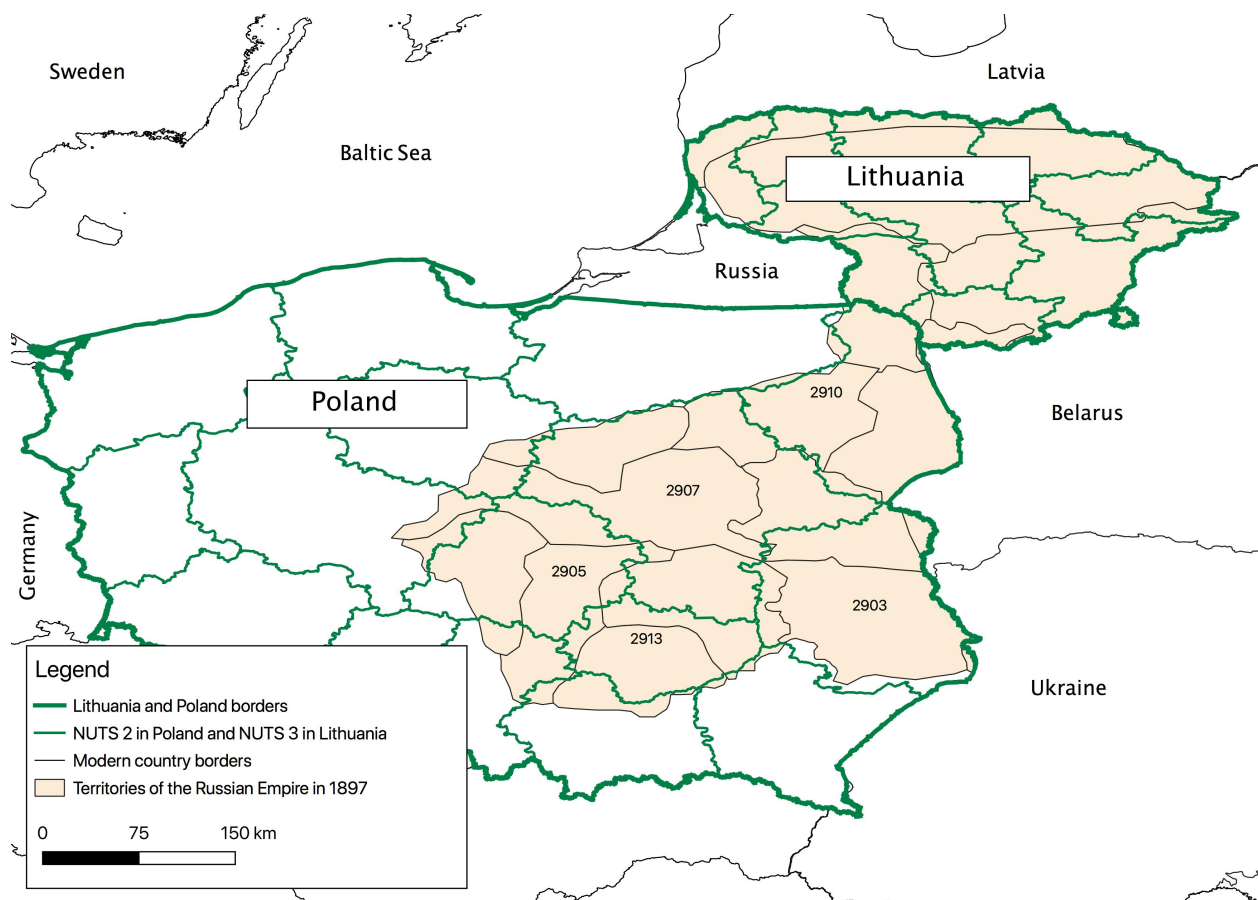 Sweden
Latvia
Baltic Sea
Lithuania
Russia
Poland
2910
Belarus
2907
Germany
2905
2903
2913
Ukraine
Legend
Lithuania and Poland borders
NUTS 2 in Poland and NUTS 3 in Lithuania
Modern country borders
Territories of the Russian Empire in 1897
0 75 150 km